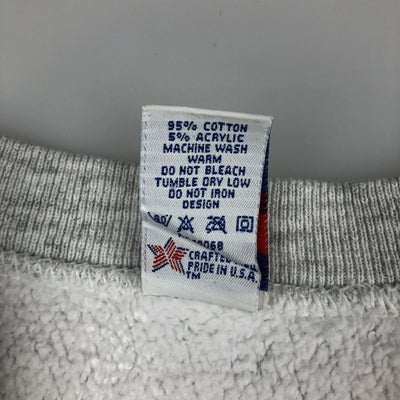 95% COTTON
5% ACRYLIC
MACHINE WASH
WARM
DO NOT BLEACH
TUMBLE DRY LOW
DO NOT IRON
DESIGN
CRAFTED
PRIDE IN U.S.A.
TM